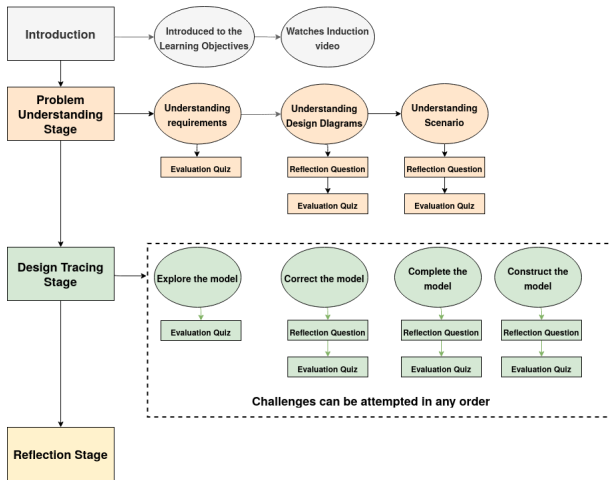 Introduction
Introduced to the
Learning Objectives
Watches Induction
video
Problem
Understanding
Stage
Understanding
requirements
Understanding
Design Diagrams
Understanding
Scenario
Evaluation Quiz
Reflection Question
Reflection Question
Evaluation Quiz
Evaluation Quiz
Design Tracing
Stage
Explore the model
Correct the model
Complete the
model
Construct the
model
Evaluation Quiz
Reflection Question
Reflection Question
Reflection Question
Evaluation Quiz
Evaluation Quiz
Evaluation Quiz
Challenges can be attempted in any order
Reflection Stage